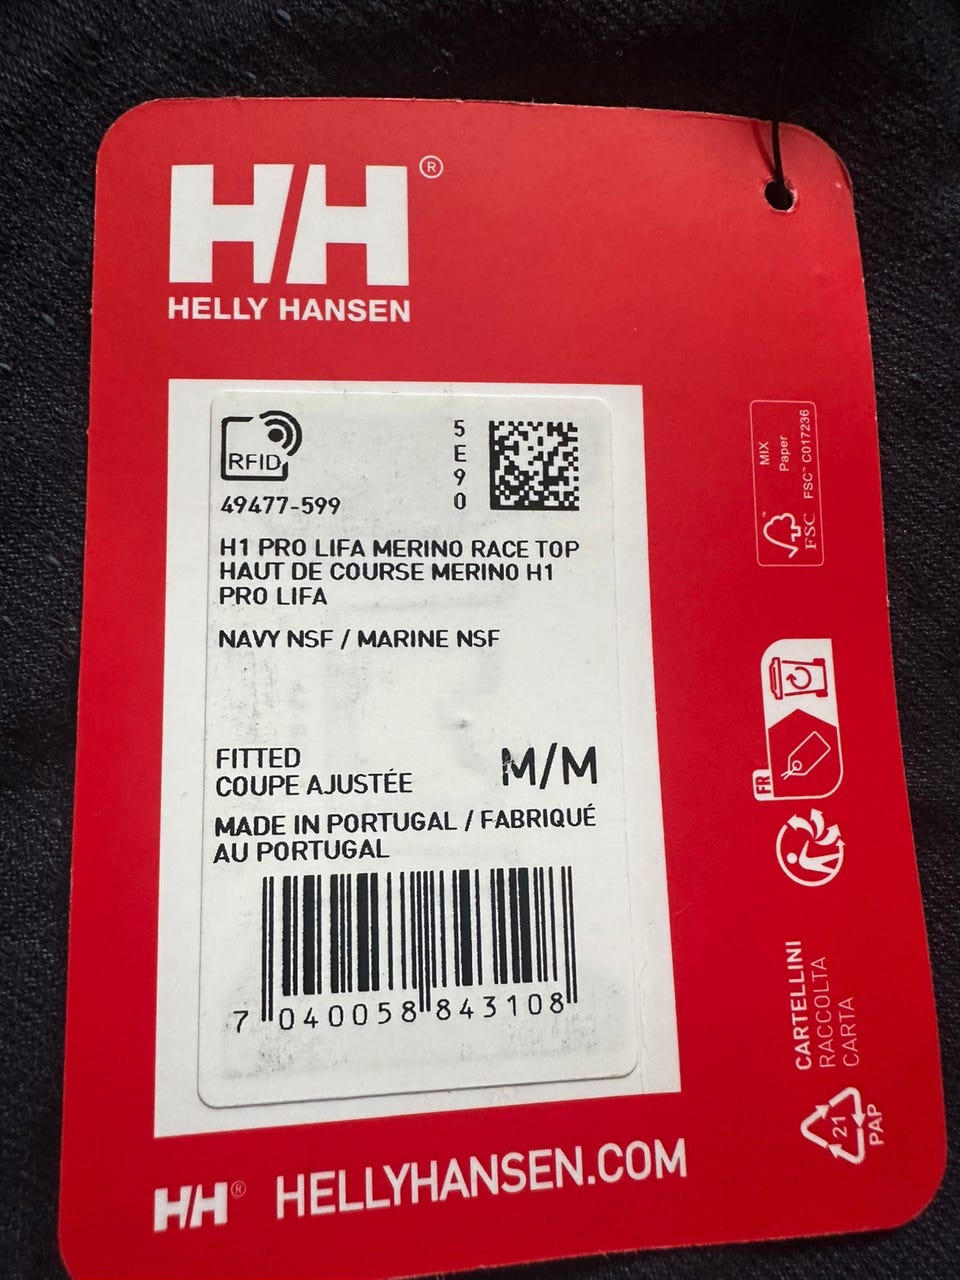 HH®
HELLY HANSEN
RFID
5E90
49477-599
H1 PRO LIFA MERINO RACE TOP
HAUT DE COURSE MERINO H1
PRO LIFA
NAVY NSF / MARINE NSF
FITTED
COUPE AJUSTÉE
M/M
MADE IN PORTUGAL / FABRIQUÉ
AU PORTUGAL
7 040058 843108
HH® HELLYHANSEN.COM
MIX
Paper
FSC™ C017236
FSC™
FR
CARTELLINI
RACCOLTA
CARTA
21
PAP